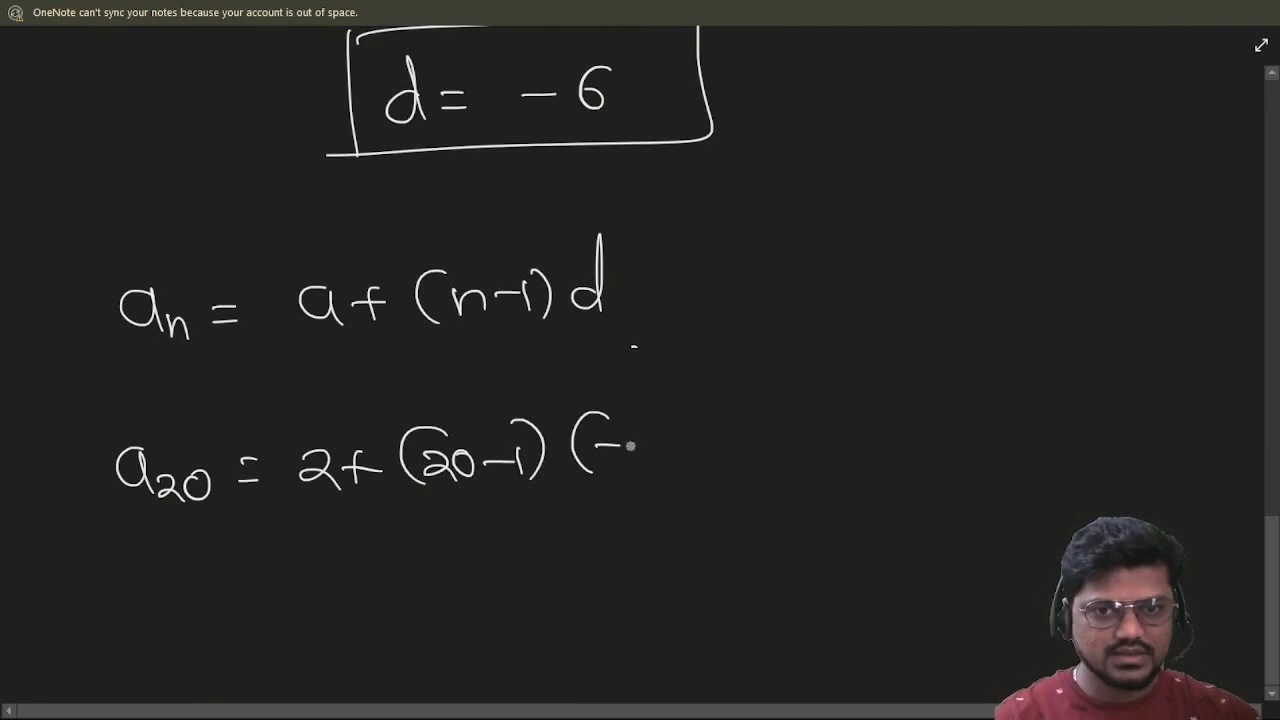 OneNote can't sync your notes because your account is out of space.
d = - 6
aₙ = a + (n-1) d
a₂₀ = 2 + (20-1) (-